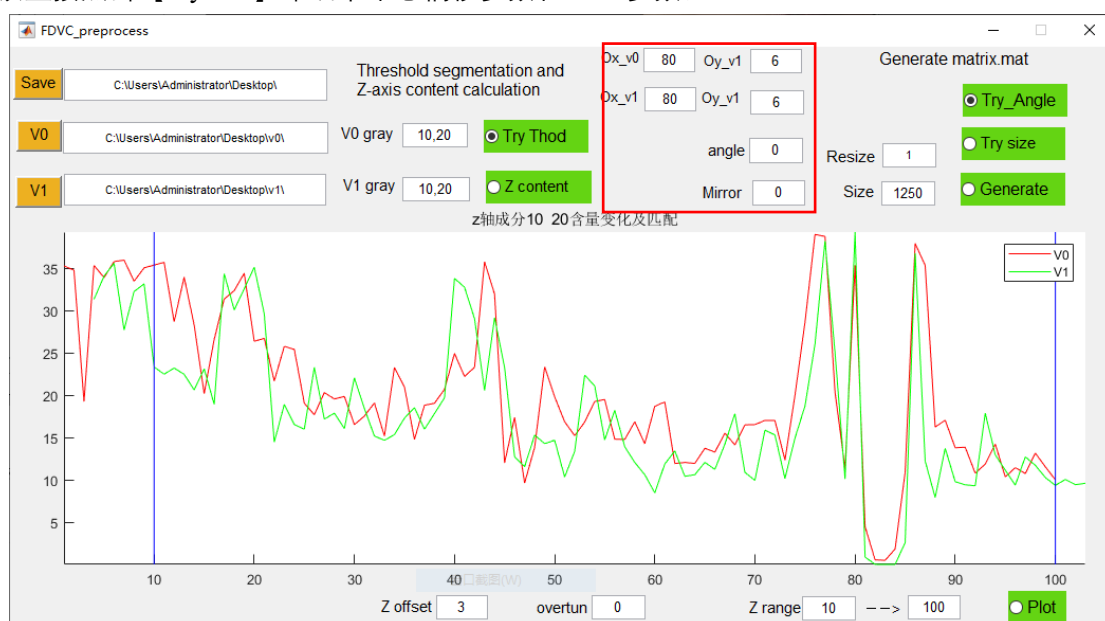 FDVC_preprocess
Ox_v0 80 Oy_v1 6
Generate matrix.mat
Threshold segmentation and
Z-axis content calculation
Save C:\Users\Administrator\Desktop\
Ox_v1 80 Oy_v1 6
Try_Angle
V0 C:\Users\Administrator\Desktop\v0\
V0 gray 10,20 Try Thod
angle 0
Resize 1
Try size
V1 C:\Users\Administrator\Desktop\v1\
V1 gray 10,20 Z content
Mirror 0
Size 1250
Generate
z轴成分10 20含量变化及匹配
V0
V1
35
30
25
20
15
10
5
10 20 30 40 50 60 70 80 90 100
口截图(W)
Z offset 3 overtun 0 Z range 10 --> 100 Plot